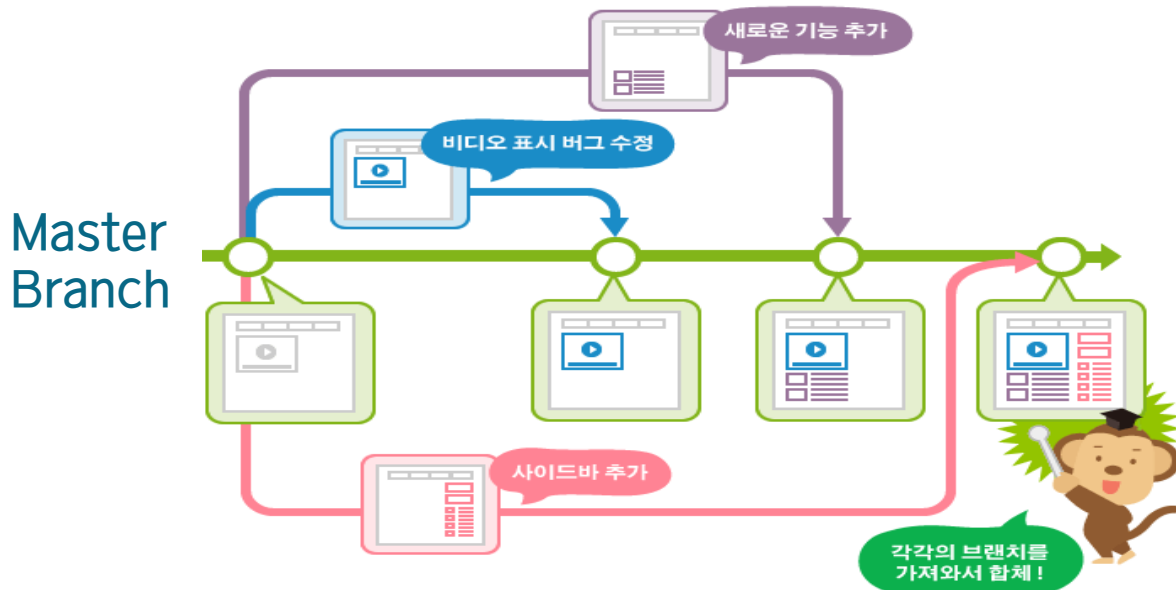 새로운 기능 추가
비디오 표시 버그 수정
Master
Branch
사이드바 추가
각각의 브랜치를
가져와서 합체 !